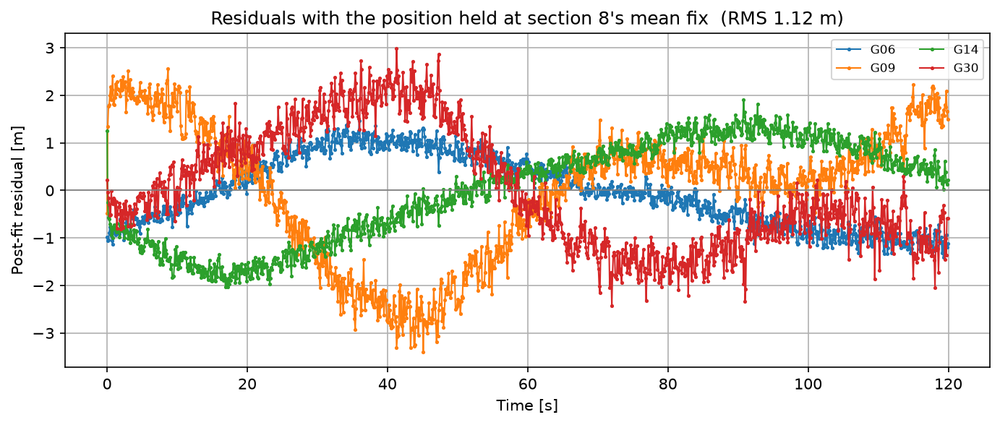 Residuals with the position held at section 8's mean fix  (RMS 1.12 m)
G06
G09
G14
G30
Post-fit residual [m]
3
2
1
0
−1
−2
−3
0
20
40
60
80
100
120
Time [s]